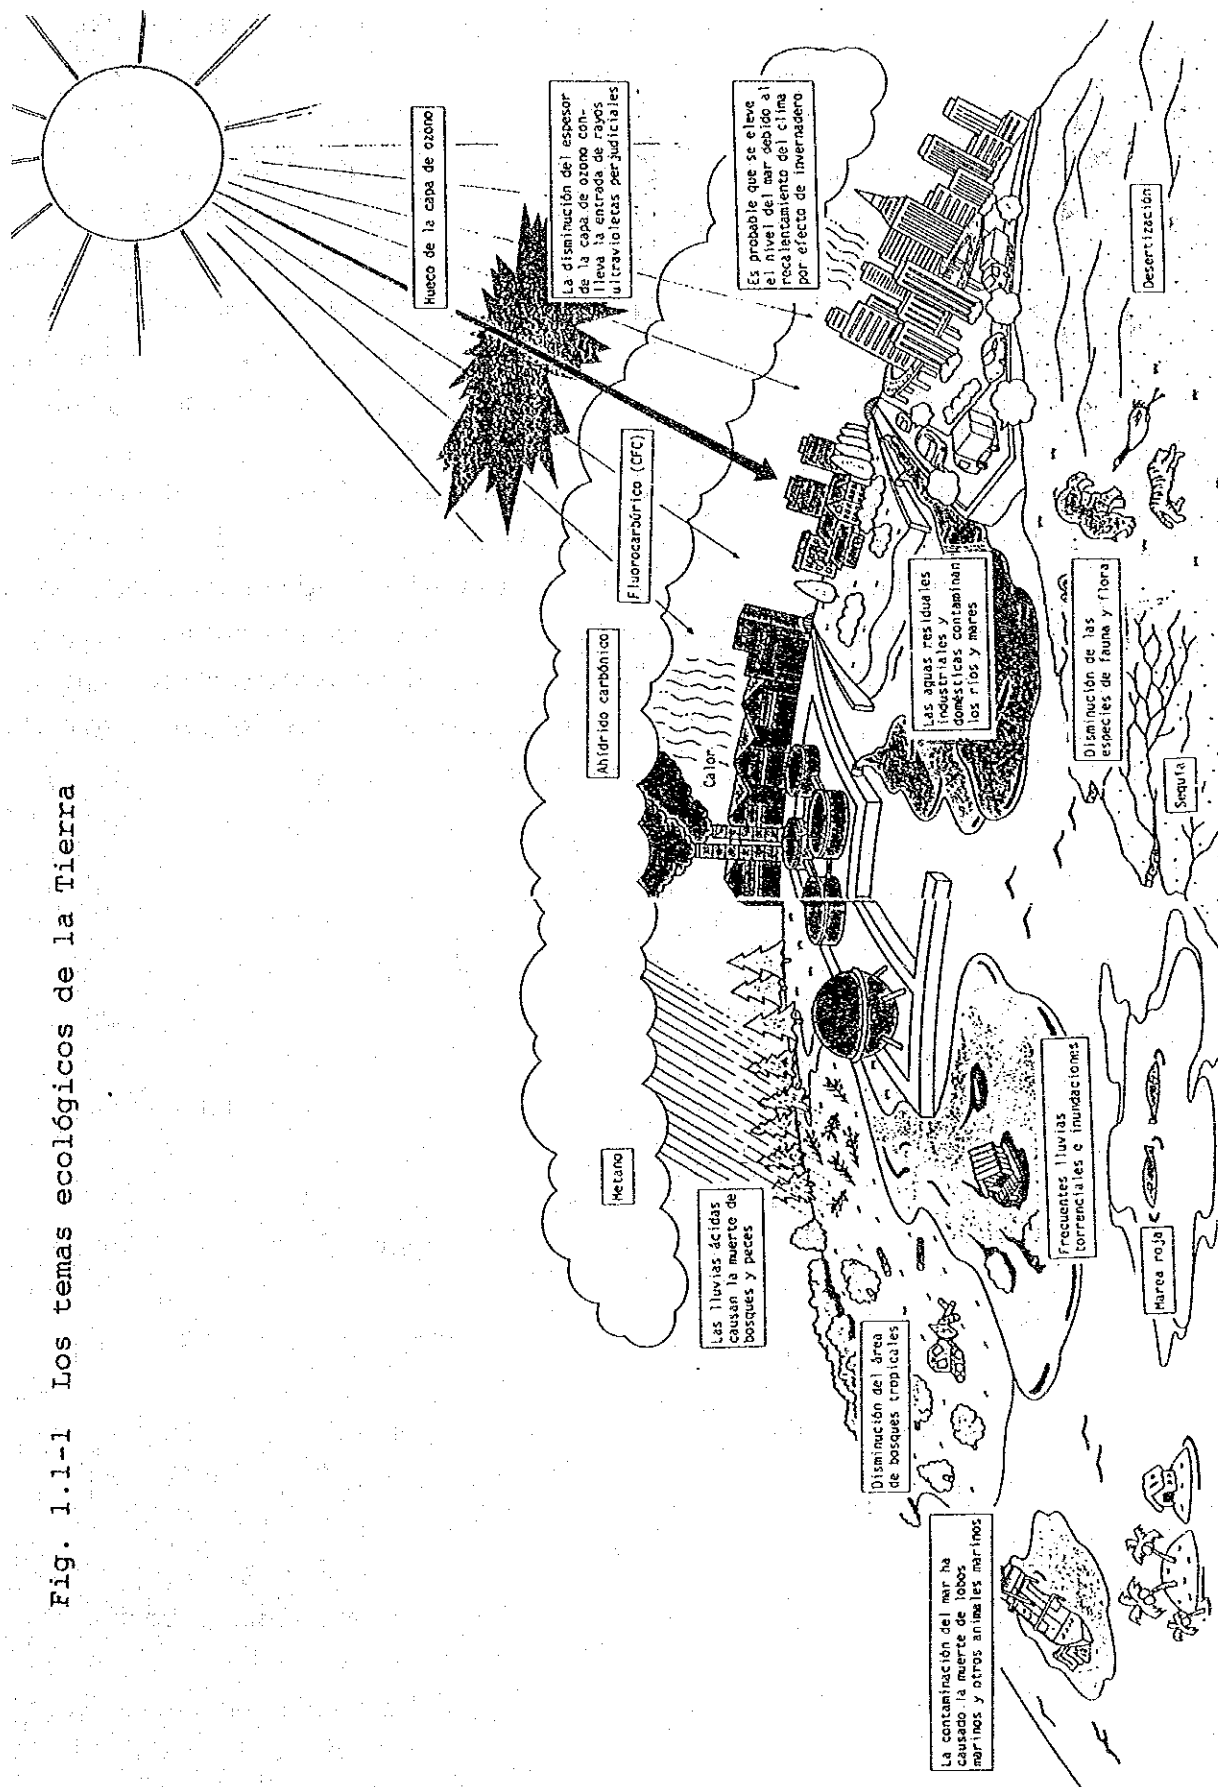 Fig. 1.1-1 Los temas ecológicos de la Tierra
Hueco de la capa de ozono
La disminución del espesor
de la capa de ozono con-
lleva la entrada de rayos
ultravioletas perjudiciales
Es probable que se eleve
el nivel del mar debido al
recalentamiento del clima
por efecto de invernadero
Metano
Anhídrido carbónico
Fluorocarbúrico (CFC)
Las lluvias ácidas
causan la muerte de
bosques y peces
Calor
Disminución del área
de bosques tropicales
Las aguas residuales
industriales y
domésticas contaminan
los ríos y mares
La contaminación del mar ha
causado la muerte de lobos
marinos y otros animales marinos
Frecuentes lluvias
torrenciales e inundaciones
Disminución de las
especies de fauna y flora
Desertización
Marea roja
Sequía